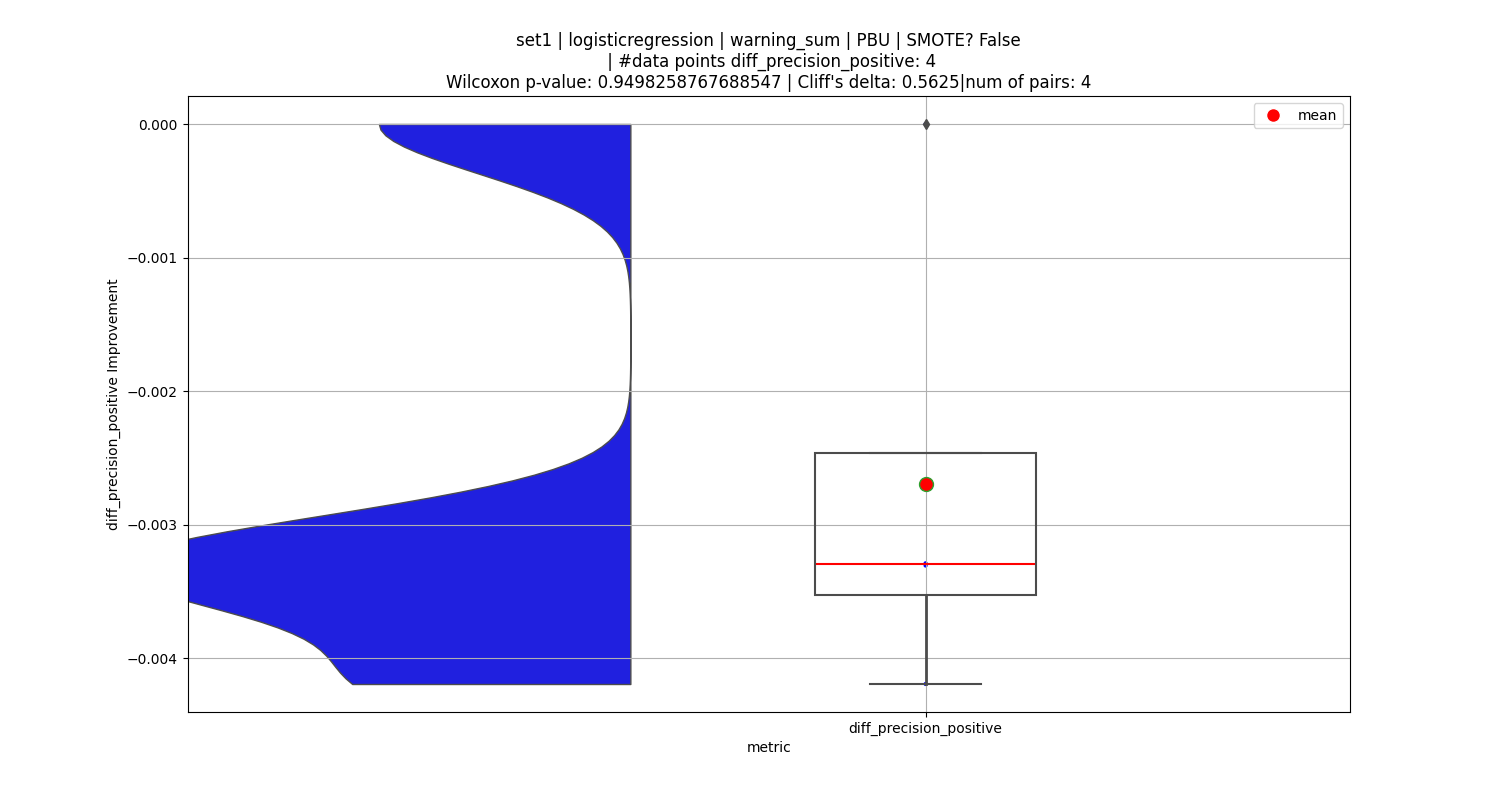 set1 | logisticregression | warning_sum | PBU | SMOTE? False
| #data points diff_precision_positive: 4
Wilcoxon p-value: 0.9498258767688547 | Cliff's delta: 0.5625|num of pairs: 4
mean
0.000
−0.001
−0.002
−0.003
−0.004
diff_precision_positive Improvement
diff_precision_positive
metric